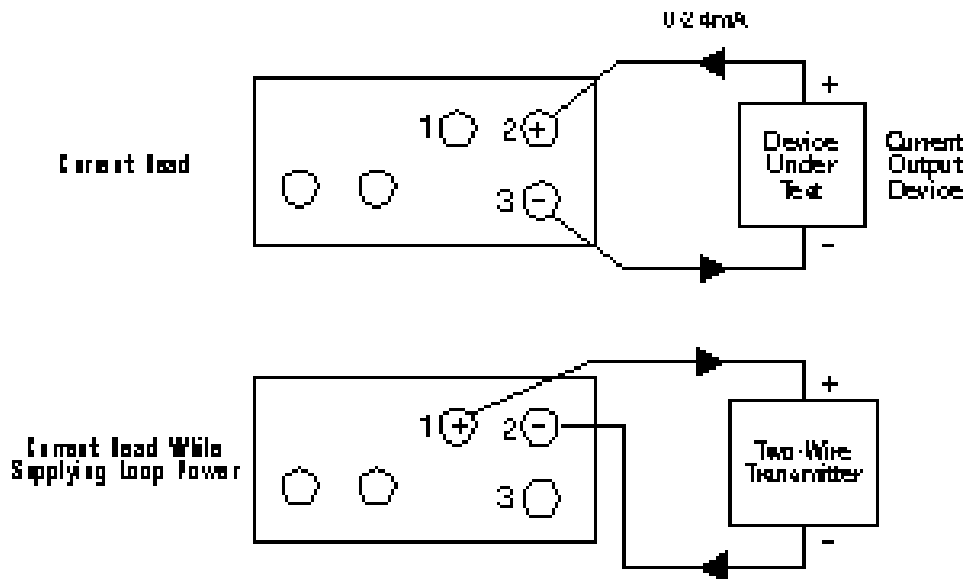 0-24mA
Current Read
1
2
+
3
-
+
Device
Under
Test
-
Current
Output
Device
Current Read While
Supplying Loop Power
1
+
2
-
3
+
Two-Wire
Transmitter
-